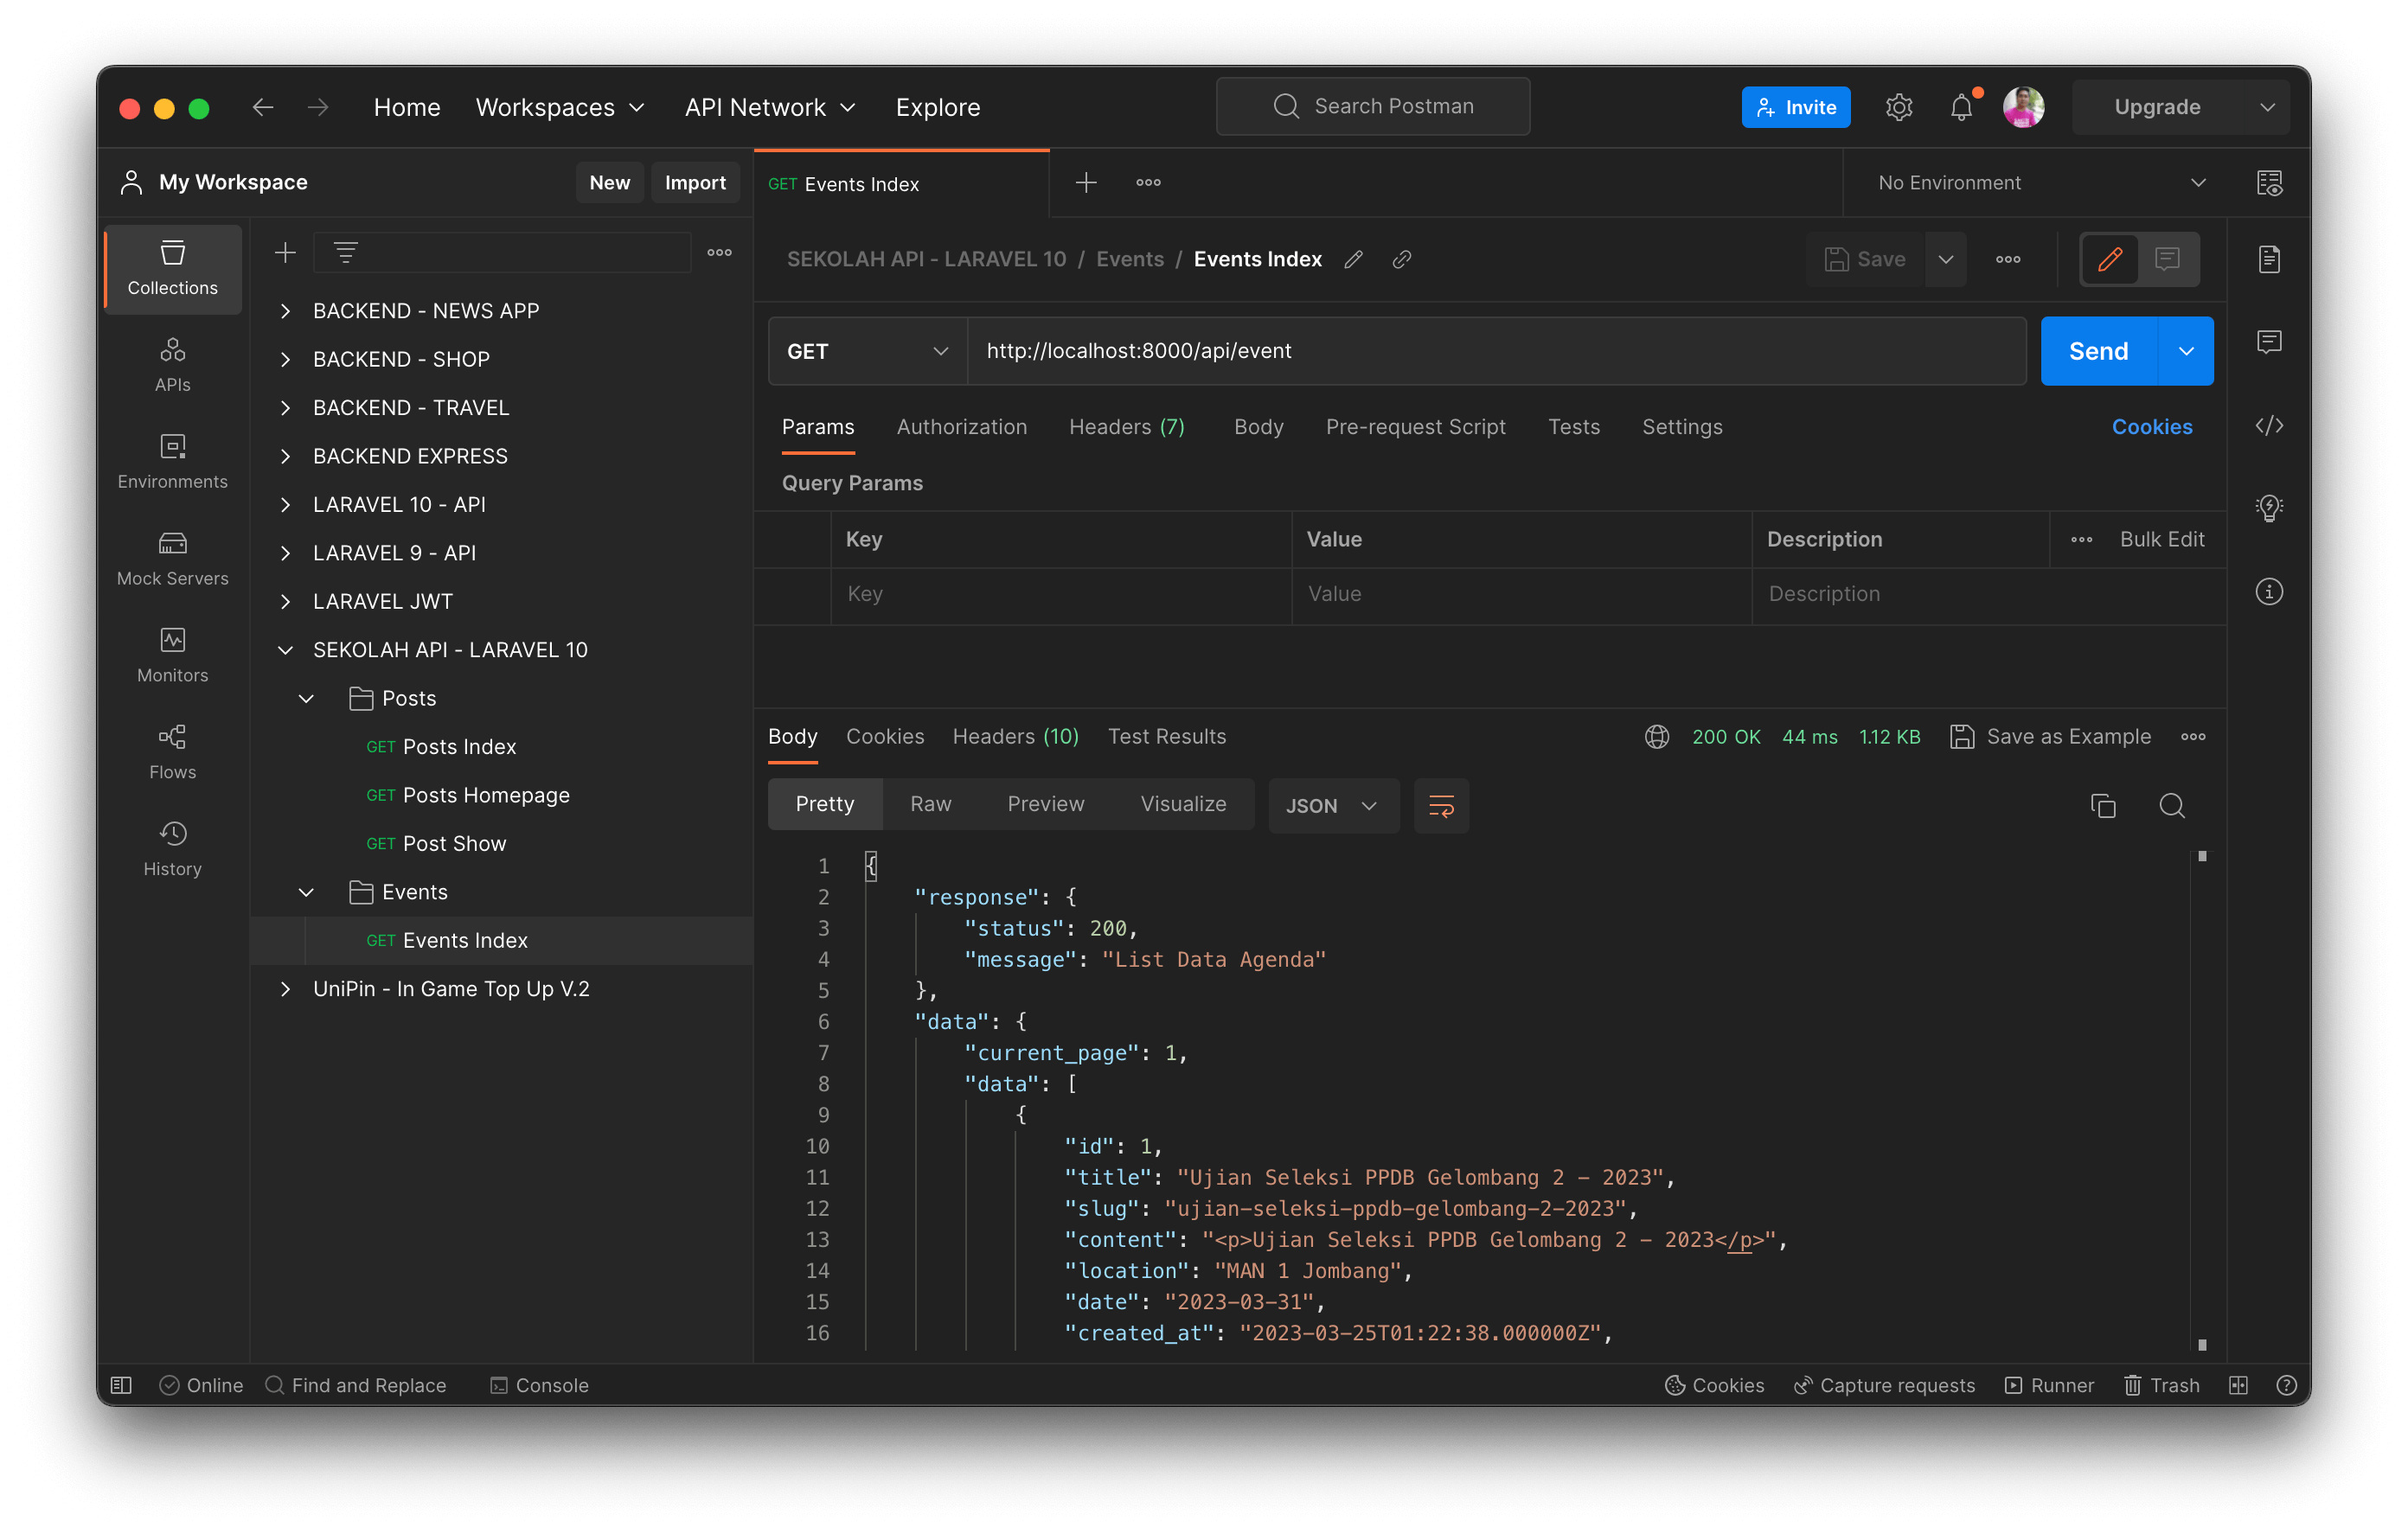 Home Workspaces API Network Explore Search Postman Invite Upgrade
My Workspace New Import GET Events Index No Environment
Collections
APIs
Environments
Mock Servers
Monitors
Flows
History
BACKEND - NEWS APP
BACKEND - SHOP
BACKEND - TRAVEL
BACKEND EXPRESS
LARAVEL 10 - API
LARAVEL 9 - API
LARAVEL JWT
SEKOLAH API - LARAVEL 10
Posts
GET Posts Index
GET Posts Homepage
GET Post Show
Events
GET Events Index
UniPin - In Game Top Up V.2
SEKOLAH API - LARAVEL 10 / Events / Events Index Save
GET http://localhost:8000/api/event Send
Params Authorization Headers (7) Body Pre-request Script Tests Settings Cookies
Query Params
Key Value Description Bulk Edit
Key Value Description
Body Cookies Headers (10) Test Results 200 OK 44 ms 1.12 KB Save as Example
Pretty Raw Preview Visualize JSON
1 {
2 "response": {
3 "status": 200,
4 "message": "List Data Agenda"
5 },
6 "data": {
7 "current_page": 1,
8 "data": [
9 {
10 "id": 1,
11 "title": "Ujian Seleksi PPDB Gelombang 2 - 2023",
12 "slug": "ujian-seleksi-ppdb-gelombang-2-2023",
13 "content": "<p>Ujian Seleksi PPDB Gelombang 2 - 2023</p>",
14 "location": "MAN 1 Jombang",
15 "date": "2023-03-31",
16 "created_at": "2023-03-25T01:22:38.000000Z",
Online Find and Replace Console Cookies Capture requests Runner Trash